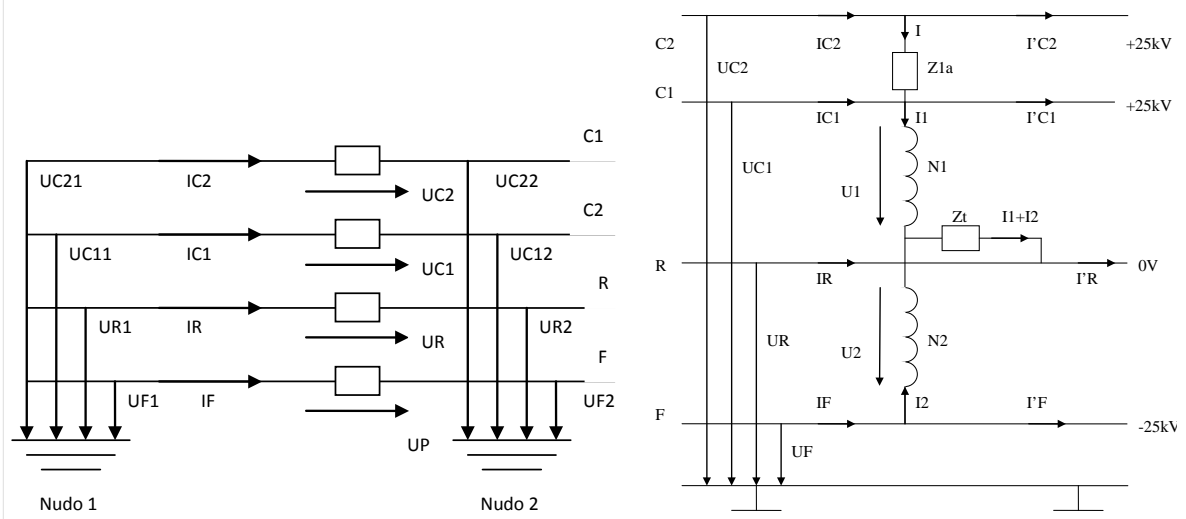 C1
UC21 IC2 UC2 UC22
C2
UC11 IC1 UC1 UC12
R
UR1 IR UR UR2
F
UF1 IF UP UF2
Nudo 1 Nudo 2
I
C2 IC2 I'C2 +25kV
UC2 Z1a
C1 IC1 I1 I'C1 +25kV
UC1 U1 N1
Zt I1+I2
R IR I'R 0V
UR U2 N2
F IF I2 I'F -25kV
UF